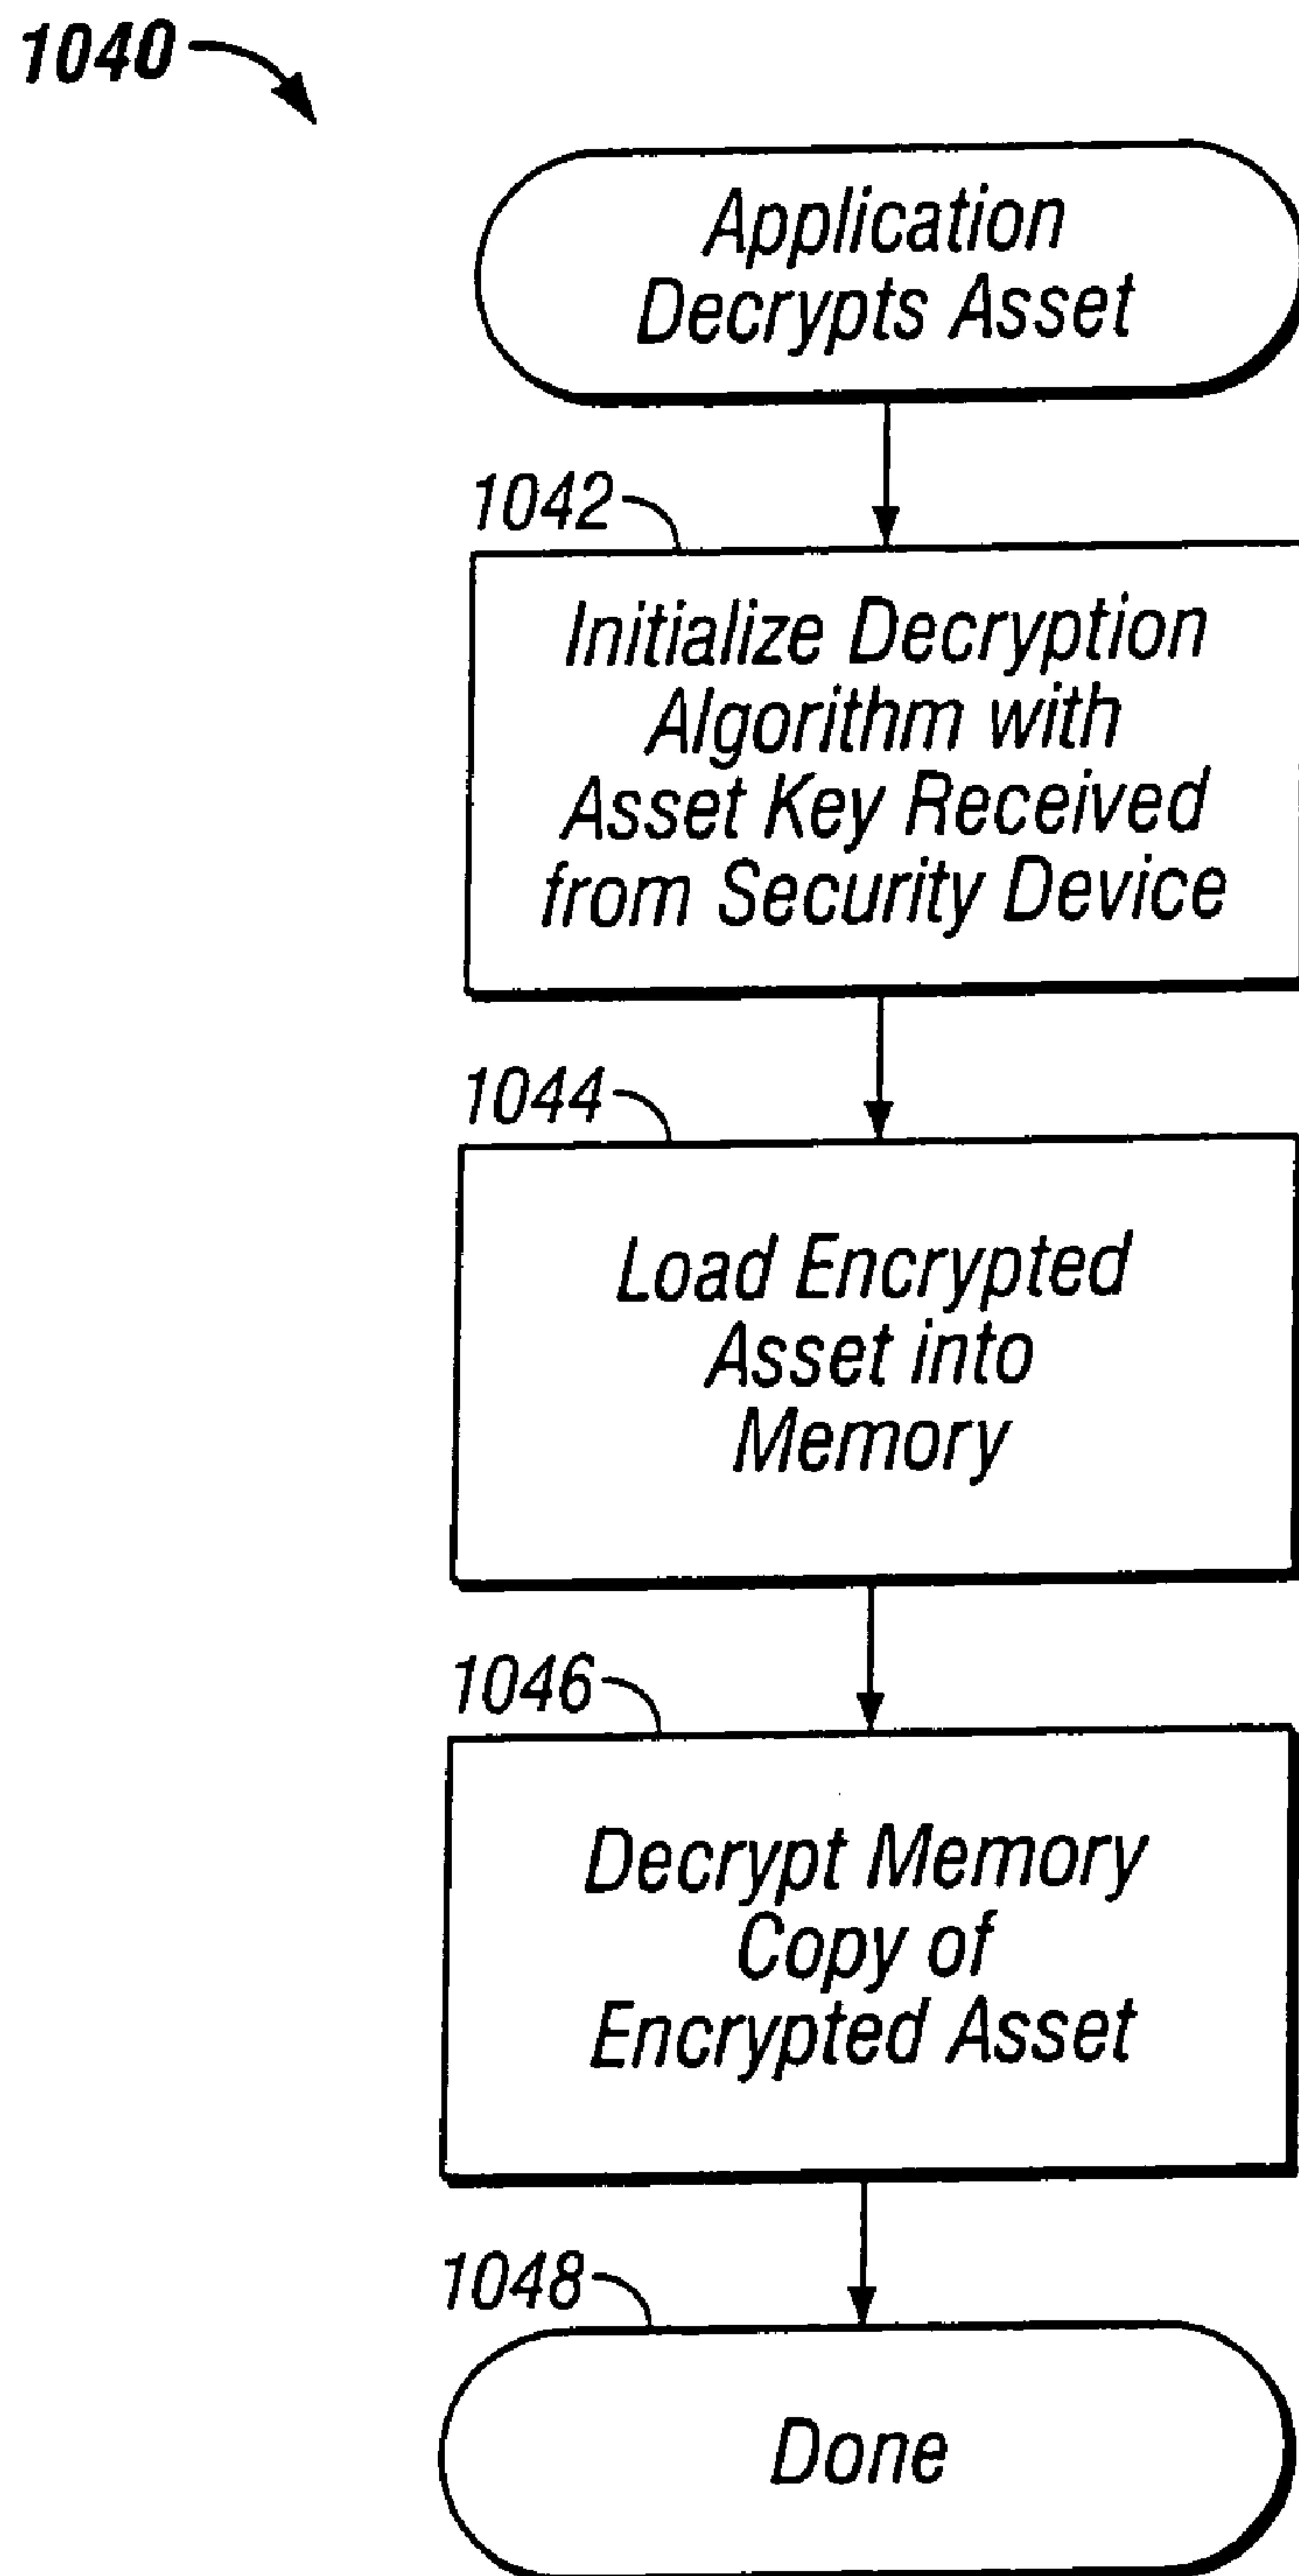 1040
Application
Decrypts Asset
1042
Initialize Decryption
Algorithm with
Asset Key Received
from Security Device
1044
Load Encrypted
Asset into
Memory
1046
Decrypt Memory
Copy of
Encrypted Asset
1048
Done